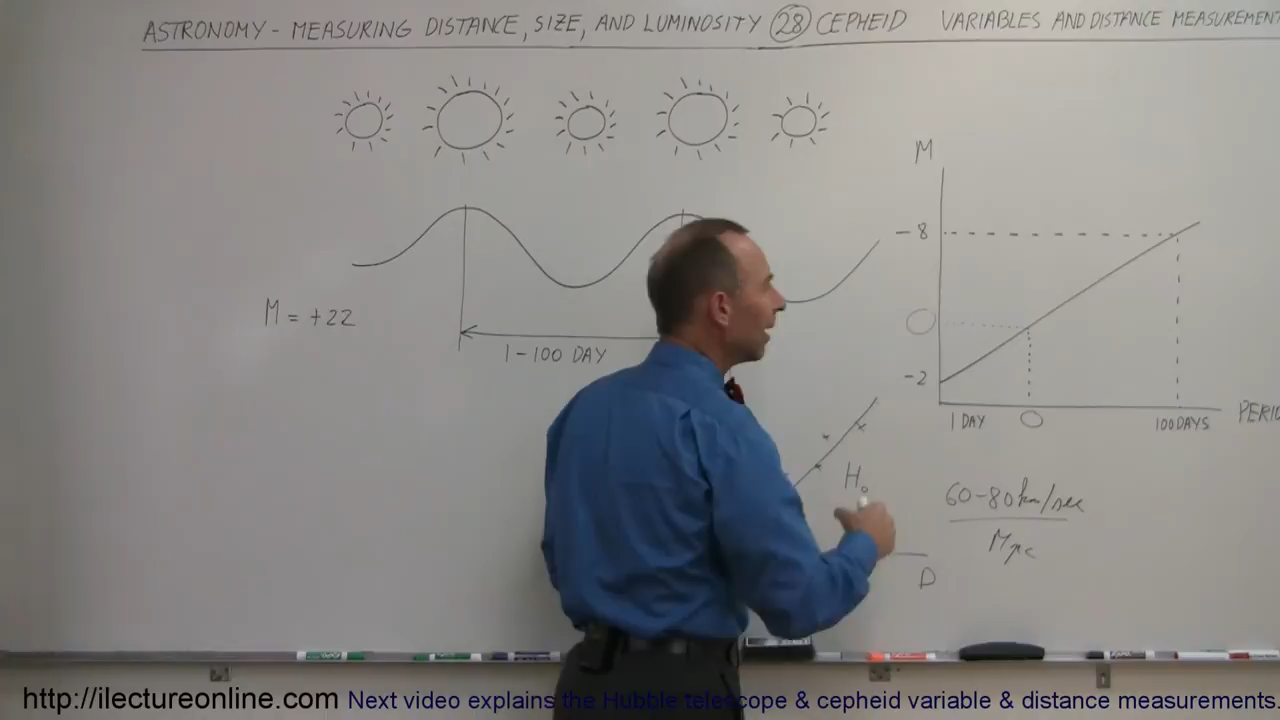 ASTRONOMY - MEASURING DISTANCE, SIZE, AND LUMINOSITY 28 CEPHEID VARIABLES AND DISTANCE MEASUREMENT
M
-8
O
-2
1 DAY O 100 DAYS PERIO
M = +22
1-100 DAY
H₀
60-80 km/sec
Mpc
D
http://ilectureonline.com Next video explains the Hubble telescope & cepheid variable & distance measurements.